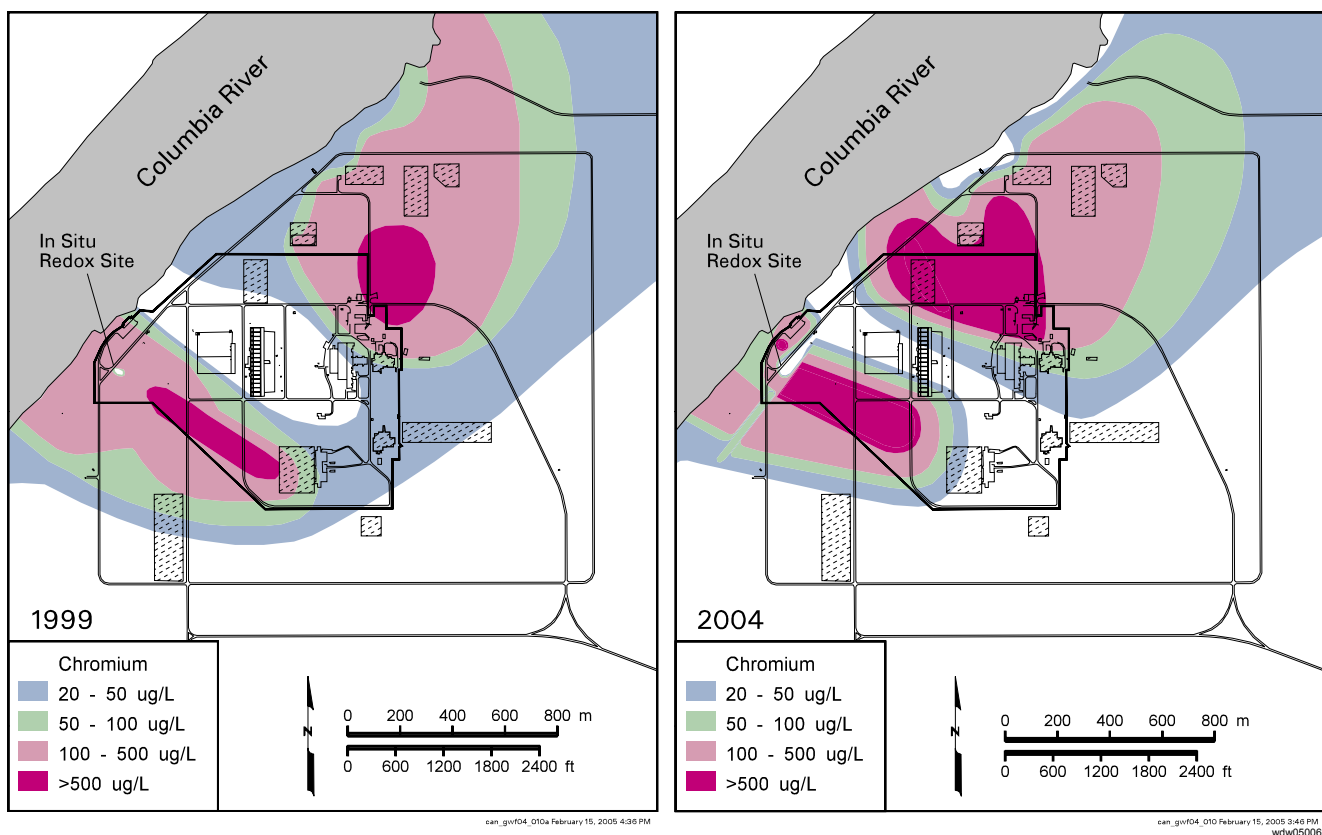 Columbia River
In Situ
Redox Site
1999
Chromium
20 - 50 ug/L
50 - 100 ug/L
100 - 500 ug/L
>500 ug/L
N
0 200 400 600 800 m
0 600 1200 1800 2400 ft
can_gwf04_010a February 15, 2005 4:36 PM
Columbia River
In Situ
Redox Site
2004
Chromium
20 - 50 ug/L
50 - 100 ug/L
100 - 500 ug/L
>500 ug/L
N
0 200 400 600 800 m
0 600 1200 1800 2400 ft
can_gwf04_010 February 15, 2005 3:46 PM
wdw05006